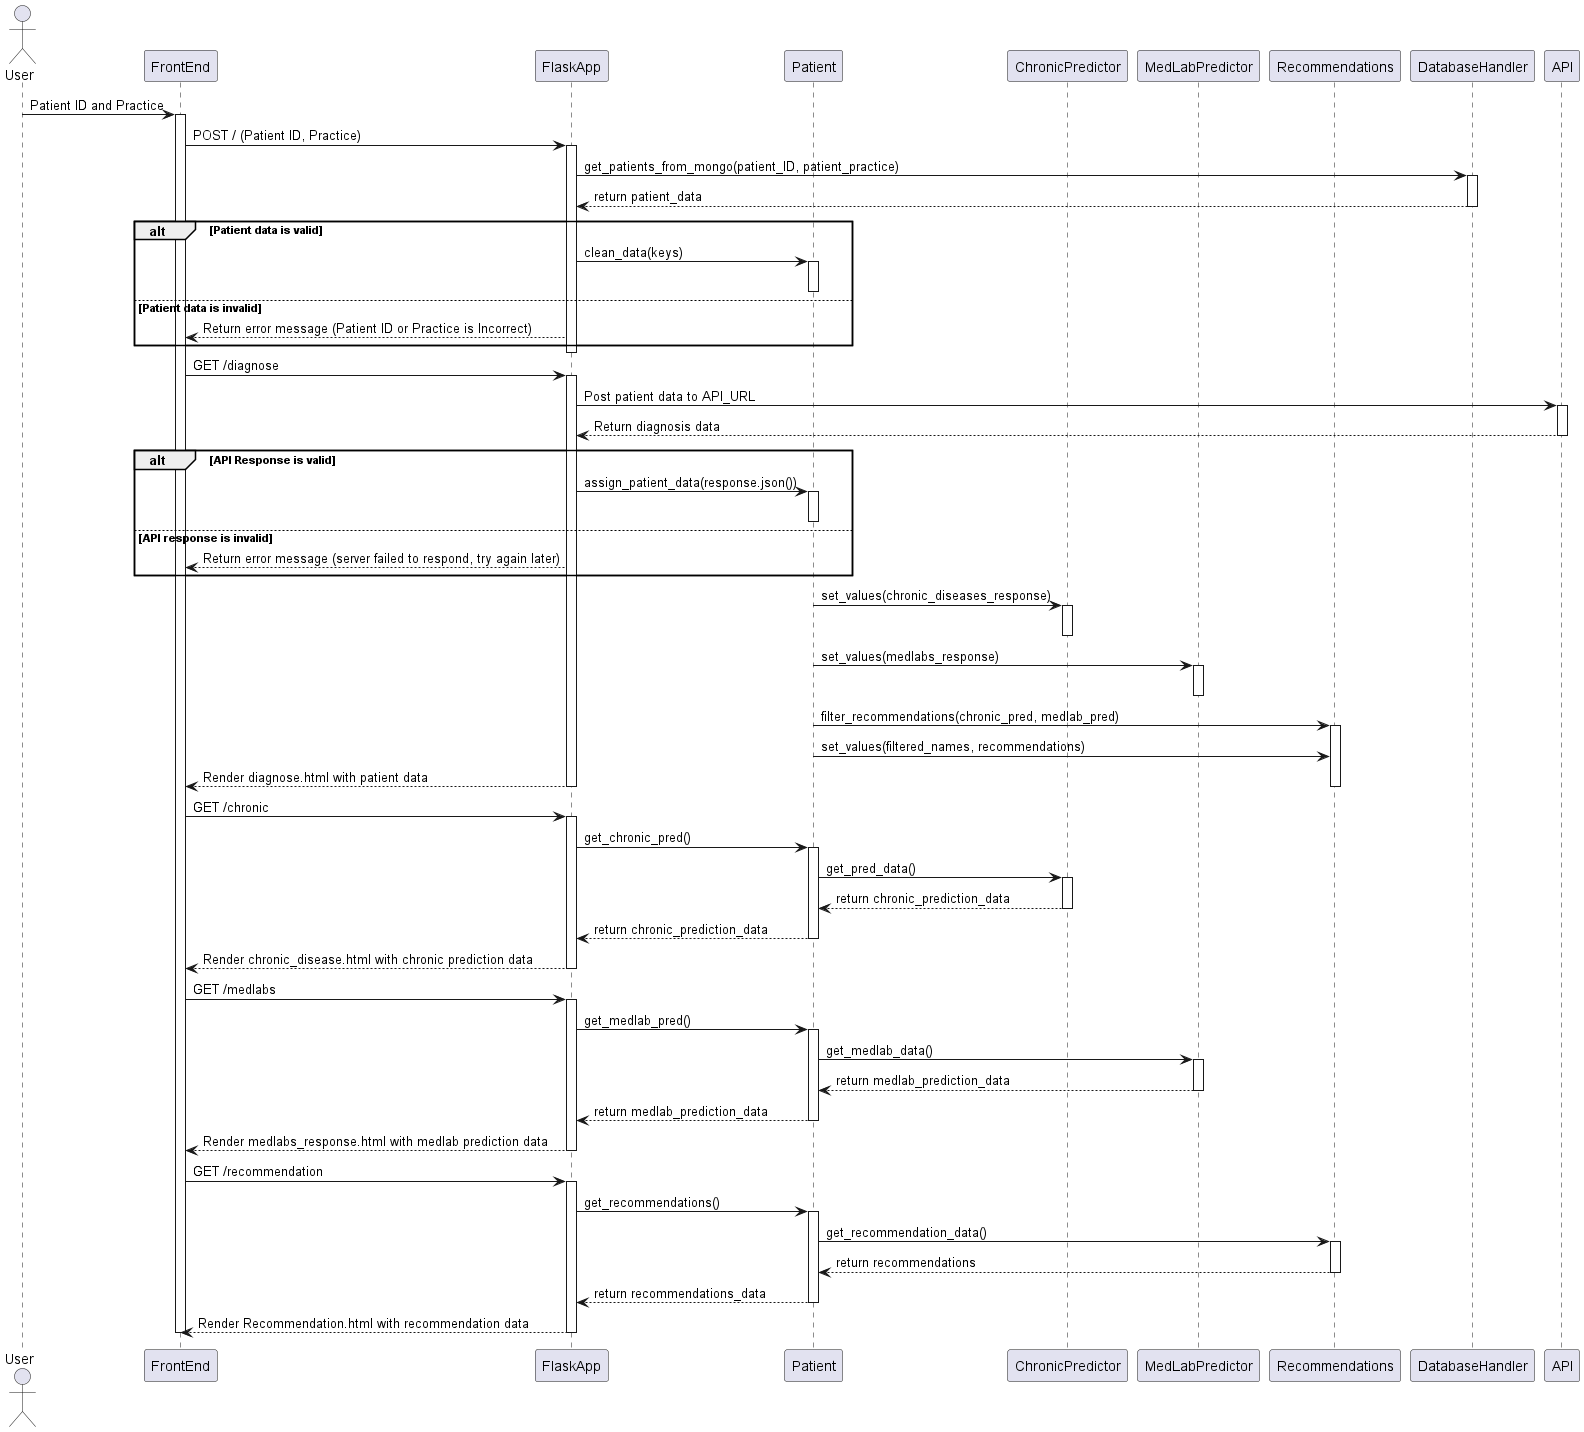 User
FrontEnd
FlaskApp
Patient
ChronicPredictor
MedLabPredictor
Recommendations
DatabaseHandler
API
Patient ID and Practice
POST / (Patient ID, Practice)
get_patients_from_mongo(patient_ID, patient_practice)
return patient_data
alt
[Patient data is valid]
clean_data(keys)
[Patient data is invalid]
Return error message (Patient ID or Practice is Incorrect)
GET /diagnose
Post patient data to API_URL
Return diagnosis data
alt
[API Response is valid]
assign_patient_data(response.json())
[API response is invalid]
Return error message (server failed to respond, try again later)
set_values(chronic_diseases_response)
set_values(medlabs_response)
filter_recommendations(chronic_pred, medlab_pred)
set_values(filtered_names, recommendations)
Render diagnose.html with patient data
GET /chronic
get_chronic_pred()
get_pred_data()
return chronic_prediction_data
return chronic_prediction_data
Render chronic_disease.html with chronic prediction data
GET /medlabs
get_medlab_pred()
get_medlab_data()
return medlab_prediction_data
return medlab_prediction_data
Render medlabs_response.html with medlab prediction data
GET /recommendation
get_recommendations()
get_recommendation_data()
return recommendations
return recommendations_data
Render Recommendation.html with recommendation data
User
FrontEnd
FlaskApp
Patient
ChronicPredictor
MedLabPredictor
Recommendations
DatabaseHandler
API